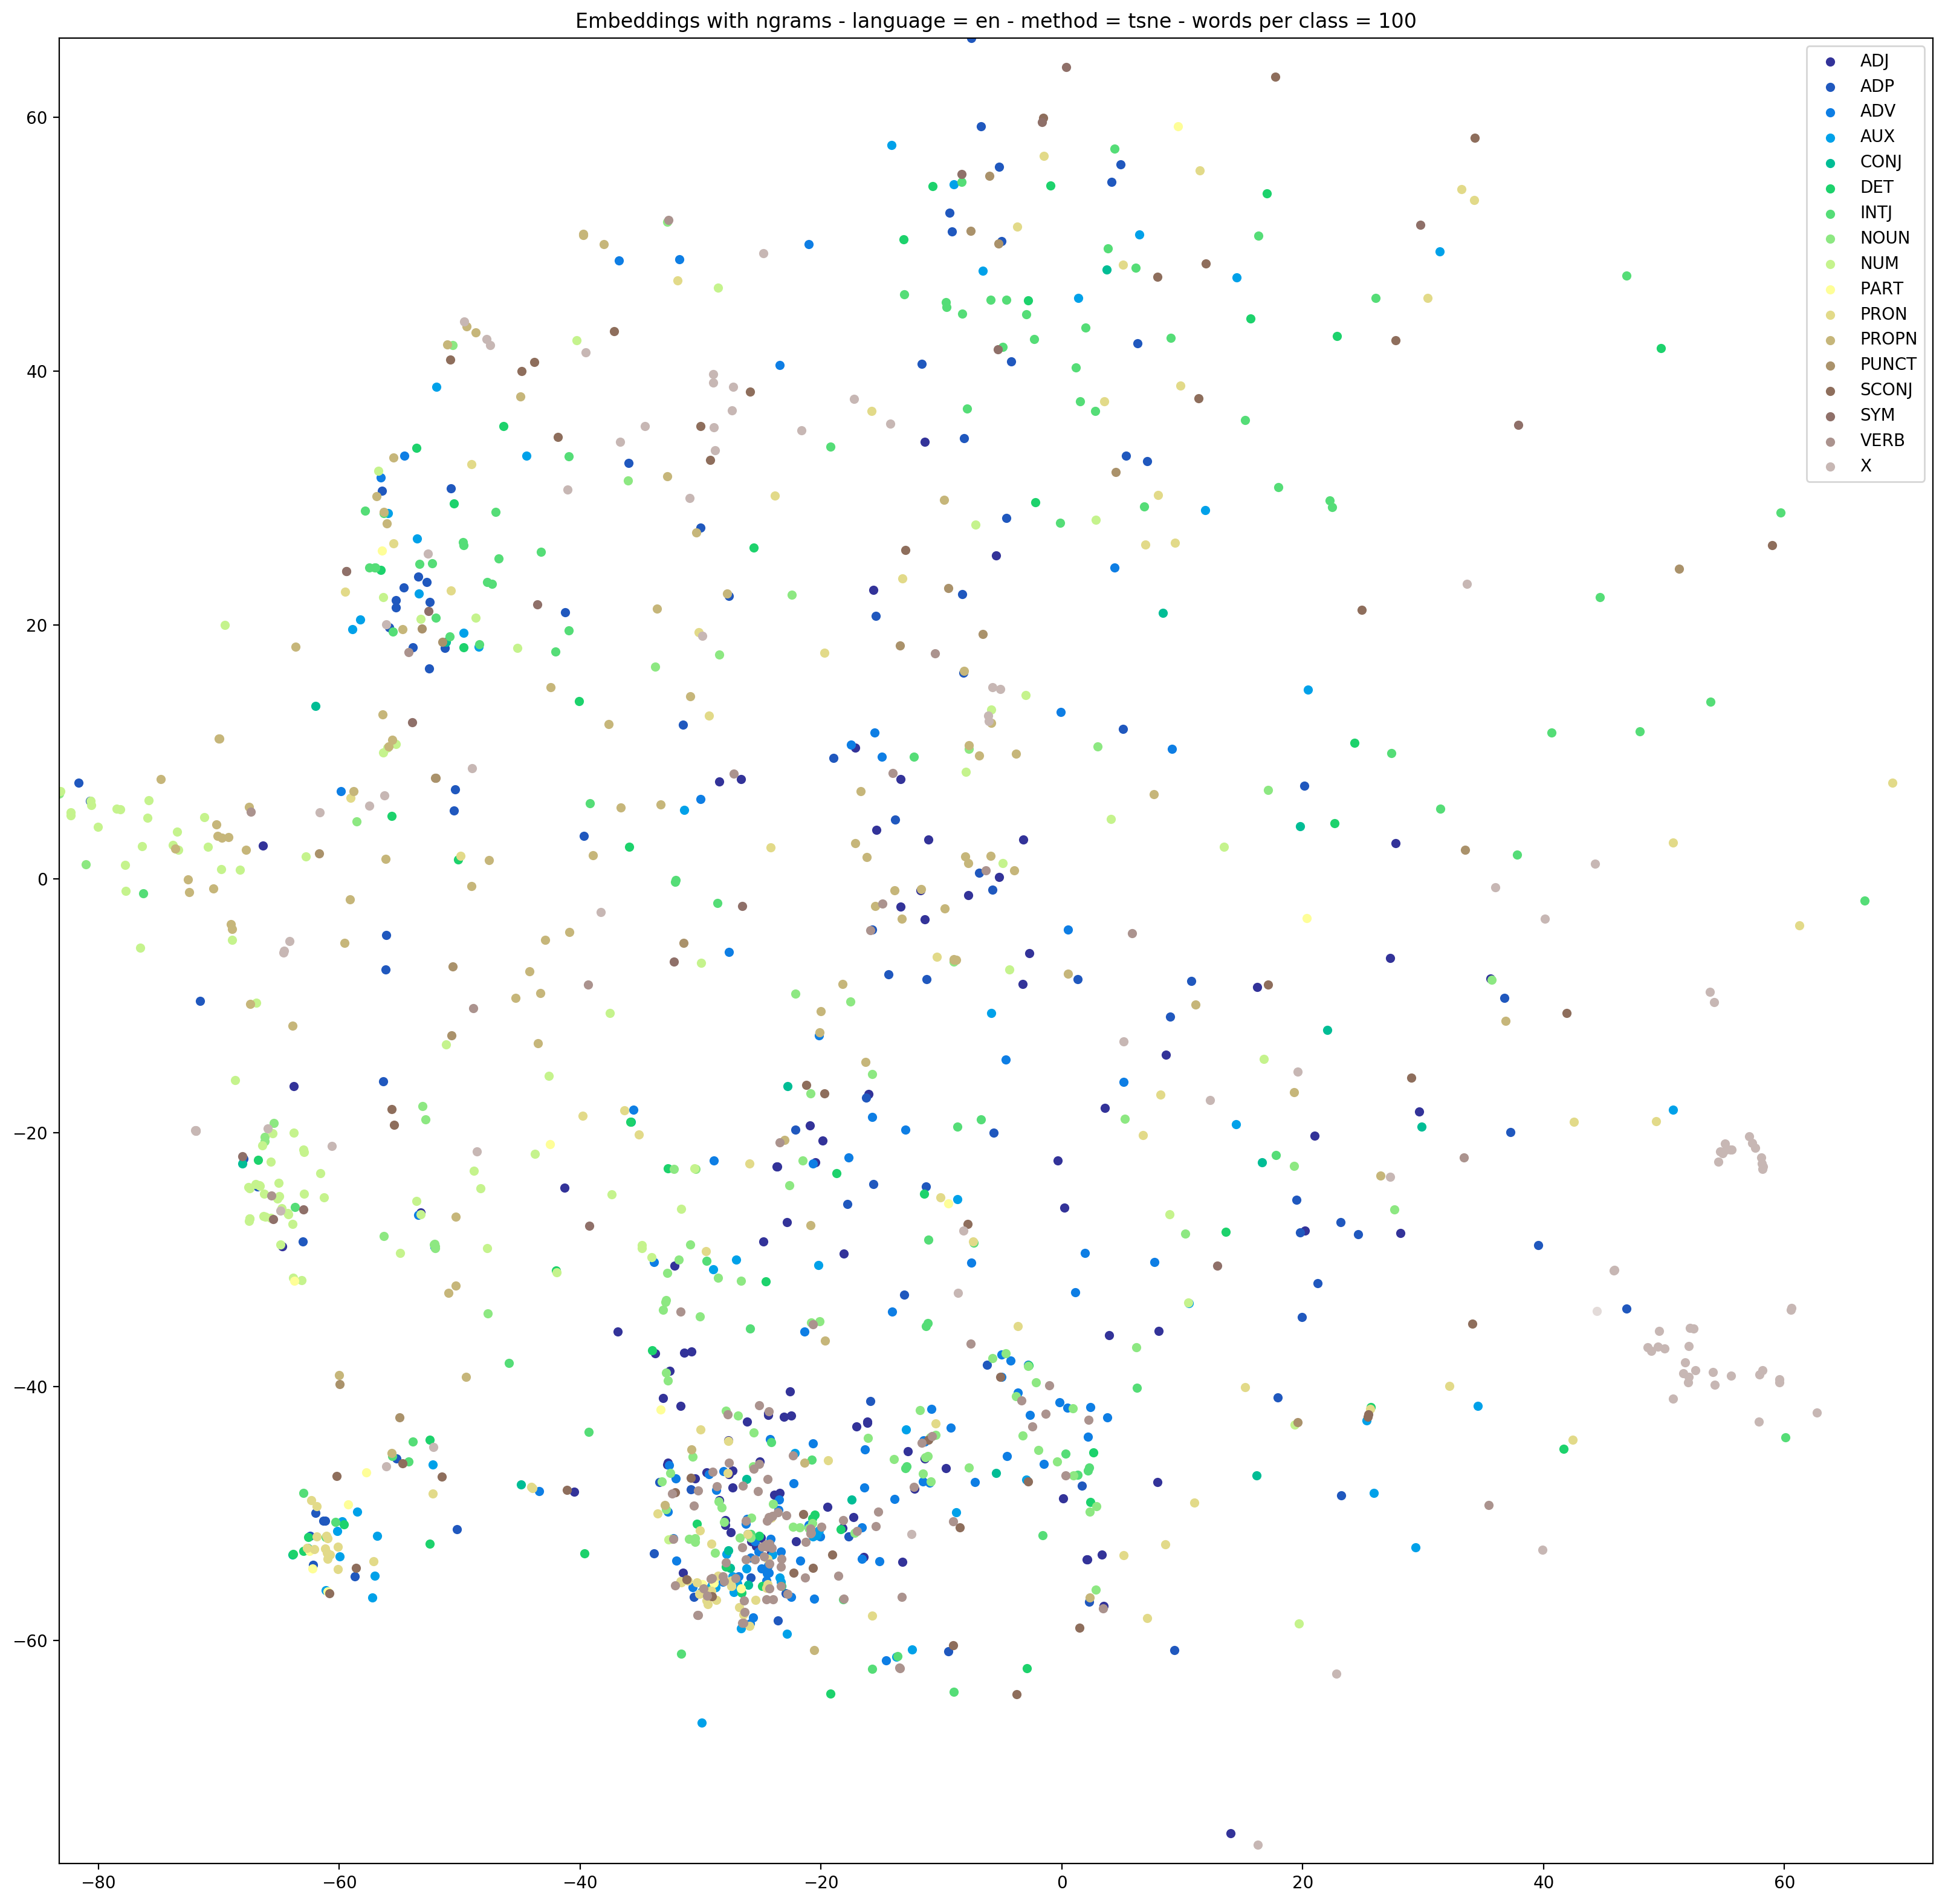 Embeddings with ngrams - language = en - method = tsne - words per class = 100
ADJ
ADP
ADV
AUX
CONJ
DET
INTJ
NOUN
NUM
PART
PRON
PROPN
PUNCT
SCONJ
SYM
VERB
X
60
40
20
0
−20
−40
−60
−80
−60
−40
−20
0
20
40
60